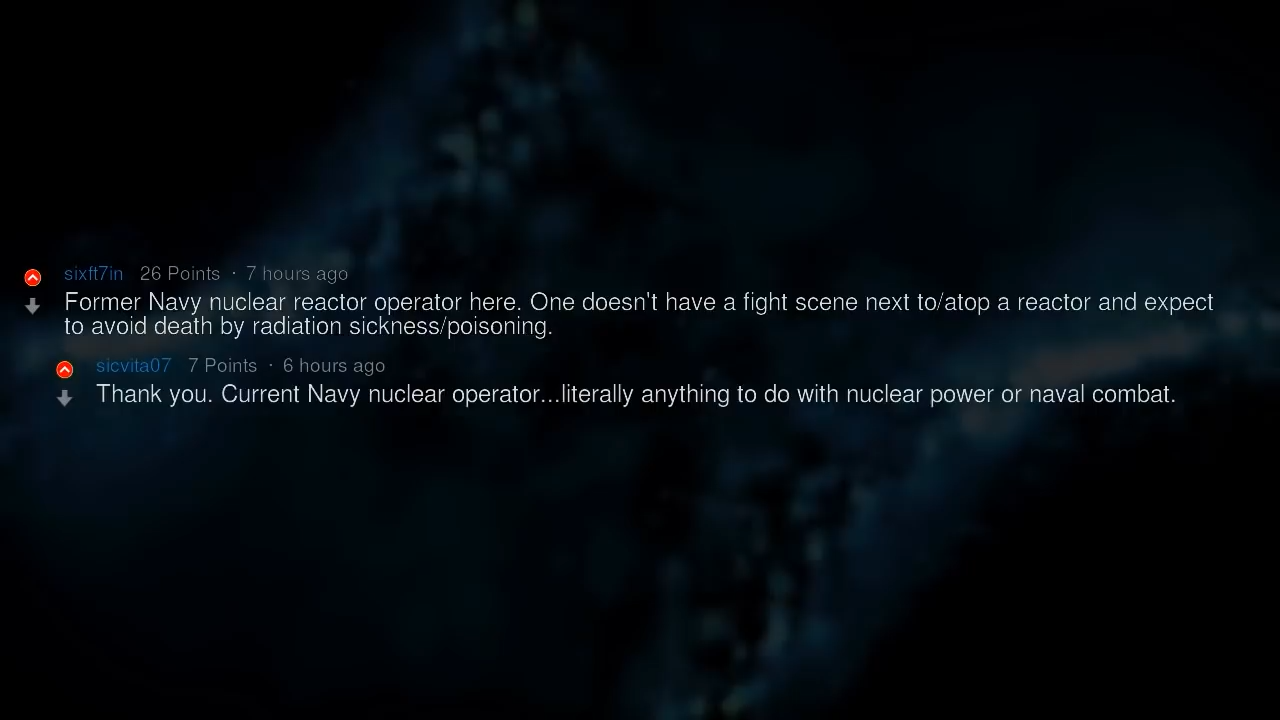 sixft7in 26 Points · 7 hours ago
Former Navy nuclear reactor operator here. One doesn't have a fight scene next to/atop a reactor and expect
to avoid death by radiation sickness/poisoning.
sicvita07 7 Points · 6 hours ago
Thank you. Current Navy nuclear operator...literally anything to do with nuclear power or naval combat.